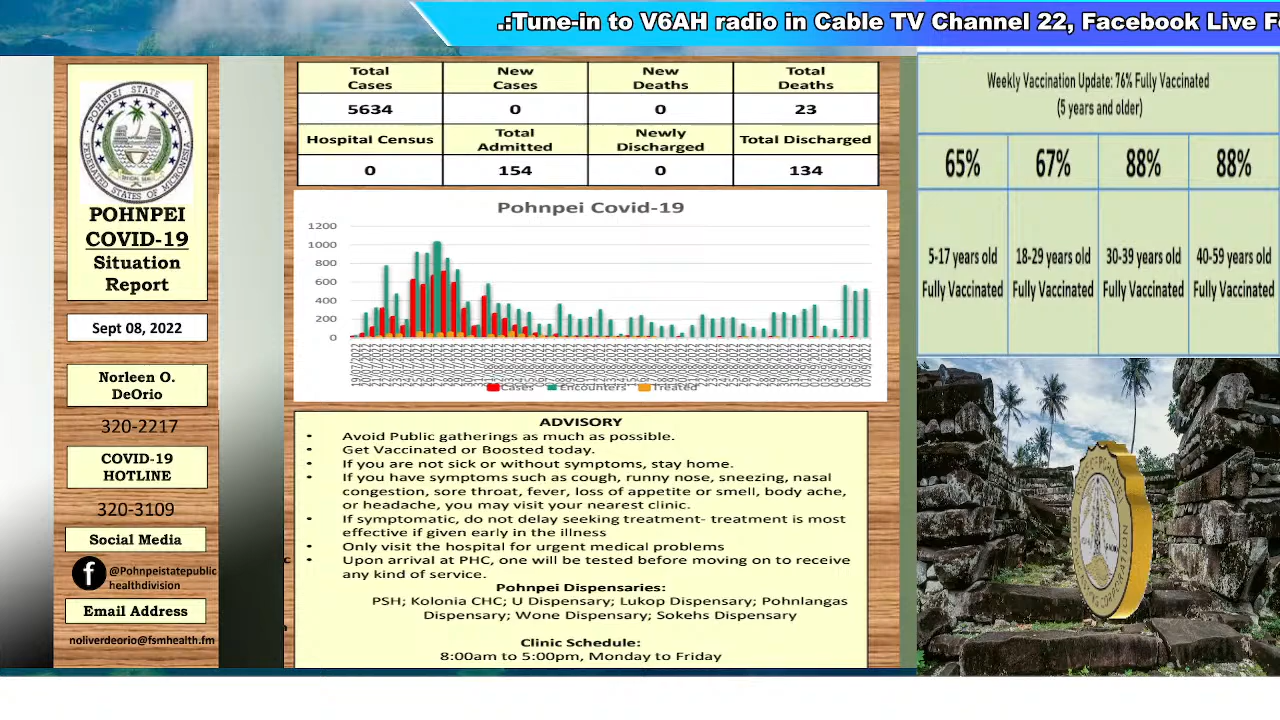 .:Tune-in to V6AH radio in Cable TV Channel 22, Facebook Live
POHNPEI STATE SEAL
FEDERATED STATES OF MICRONESIA
POHNPEI
COVID-19
Situation
Report
Sept 08, 2022
Norleen O.
DeOrio
320-2217
COVID-19
HOTLINE
320-3109
Social Media
@Pohnpeistatepublic
healthdivision
Email Address
noliverdeorio@fsmhealth.fm
Total Cases
New Cases
New Deaths
Total Deaths
5634
0
0
23
Hospital Census
Total Admitted
Newly Discharged
Total Discharged
0
154
0
134
Pohnpei Covid-19
1200
1000
800
600
400
200
0
Cases
Encounters
Treated
ADVISORY
• Avoid Public gatherings as much as possible.
• Get Vaccinated or Boosted today.
• If you are not sick or without symptoms, stay home.
• If you have symptoms such as cough, runny nose, sneezing, nasal
congestion, sore throat, fever, loss of appetite or smell, body ache,
or headache, you may visit your nearest clinic.
• If symptomatic, do not delay seeking treatment- treatment is most
effective if given early in the illness
• Only visit the hospital for urgent medical problems
• Upon arrival at PHC, one will be tested before moving on to receive
any kind of service.
Pohnpei Dispensaries:
PSH; Kolonia CHC; U Dispensary; Lukop Dispensary; Pohnlangas
Dispensary; Wone Dispensary; Sokehs Dispensary
Clinic Schedule:
8:00am to 5:00pm, Monday to Friday
Weekly Vaccination Update: 76% Fully Vaccinated
(5 years and older)
65%
67%
88%
88%
5-17 years old
Fully Vaccinated
18-29 years old
Fully Vaccinated
30-39 years old
Fully Vaccinated
40-59 years old
Fully Vaccinated